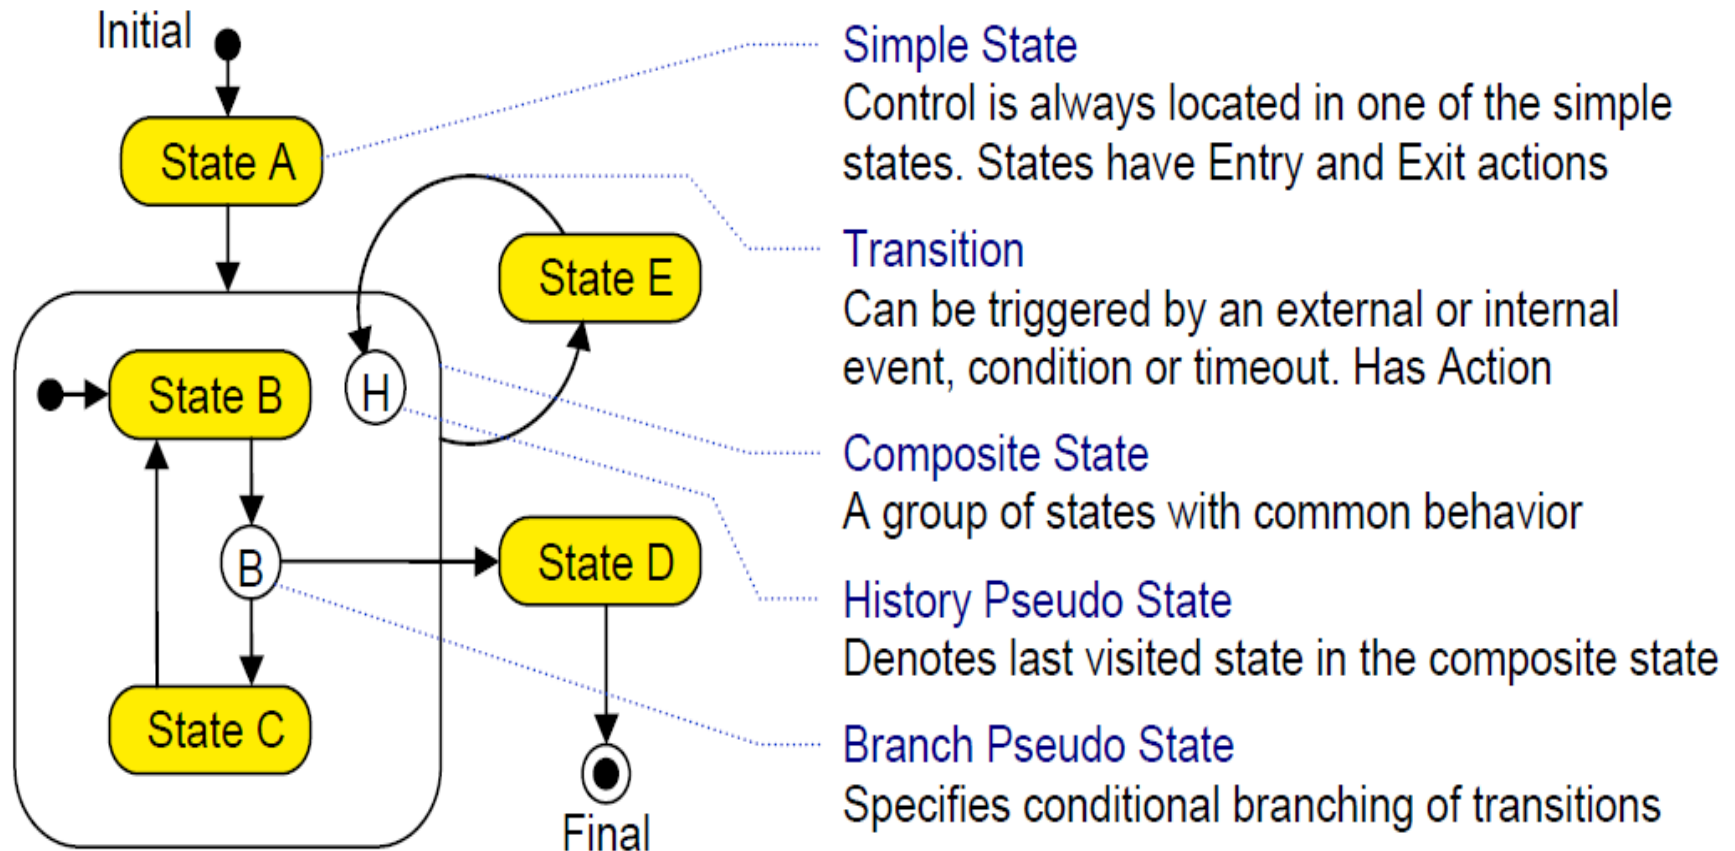 Initial
State A
State E
State B
H
B
State D
State C
Final
Simple State
Control is always located in one of the simple
states. States have Entry and Exit actions
Transition
Can be triggered by an external or internal
event, condition or timeout. Has Action
Composite State
A group of states with common behavior
History Pseudo State
Denotes last visited state in the composite state
Branch Pseudo State
Specifies conditional branching of transitions